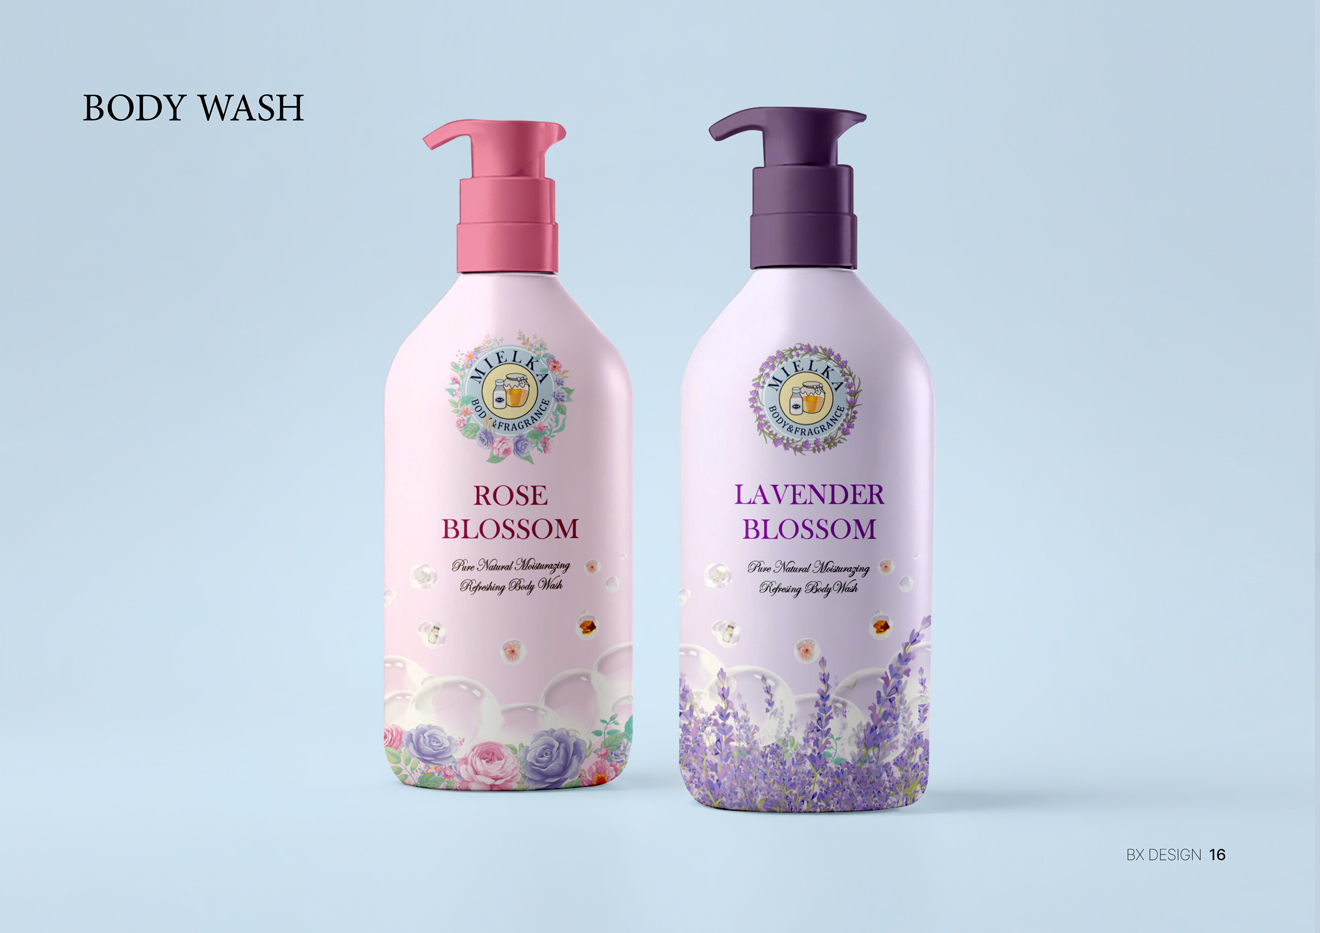 BODY WASH
MIELKA
BODY&FRAGRANCE
ROSE
BLOSSOM
Pure Natural Moisturazing
Refreshing Body Wash
MIELKA
BODY&FRAGRANCE
LAVENDER
BLOSSOM
Pure Natural Moisturazing
Refresing Body Wash
BX DESIGN 16